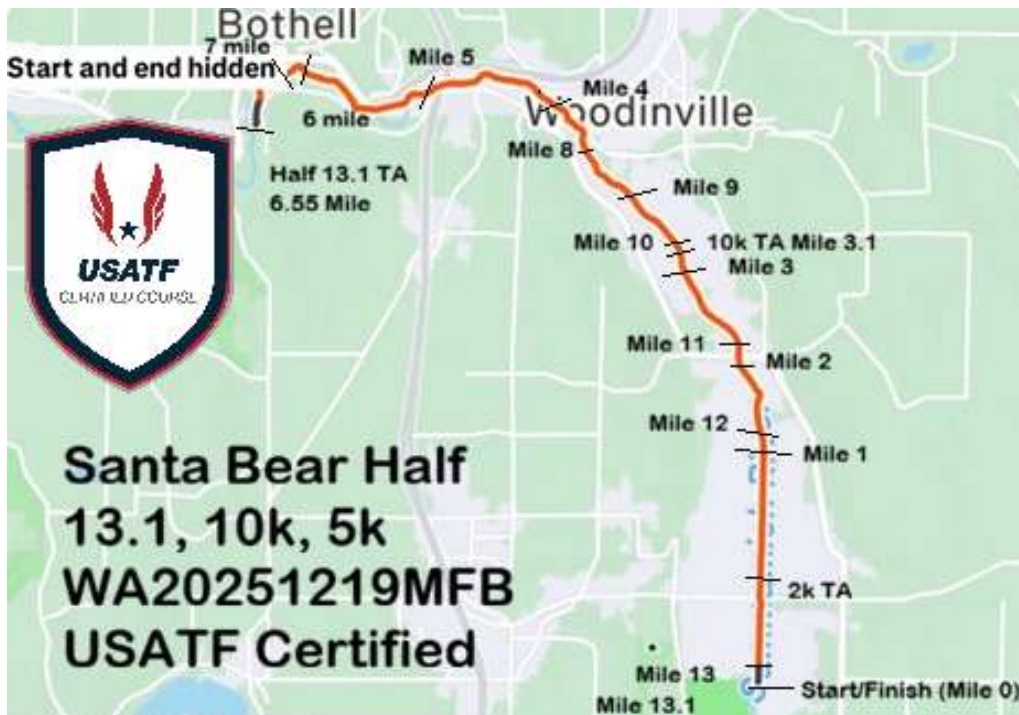 Bothell
7 mile
Start and end hidden
Mile 5
6 mile
Mile 4
Woodinville
Mile 8
Half 13.1 TA
6.55 Mile
Mile 9
Mile 10
10k TA Mile 3.1
Mile 3
USATF
CERTIFIED COURSE
Mile 11
Mile 2
Mile 12
Mile 1
Santa Bear Half
13.1, 10k, 5k
WA20251219MFB
USATF Certified
2k TA
Mile 13
Mile 13.1
Start/Finish (Mile 0)